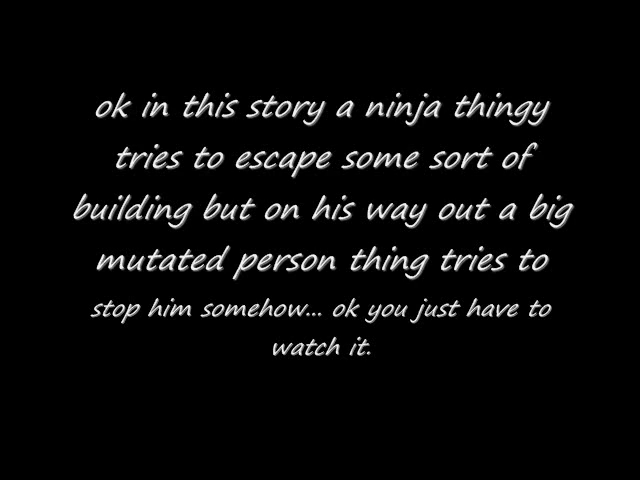 ok in this story a ninja thingy
tries to escape some sort of
building but on his way out a big
mutated person thing tries to
stop him somehow... ok you just have to
watch it.